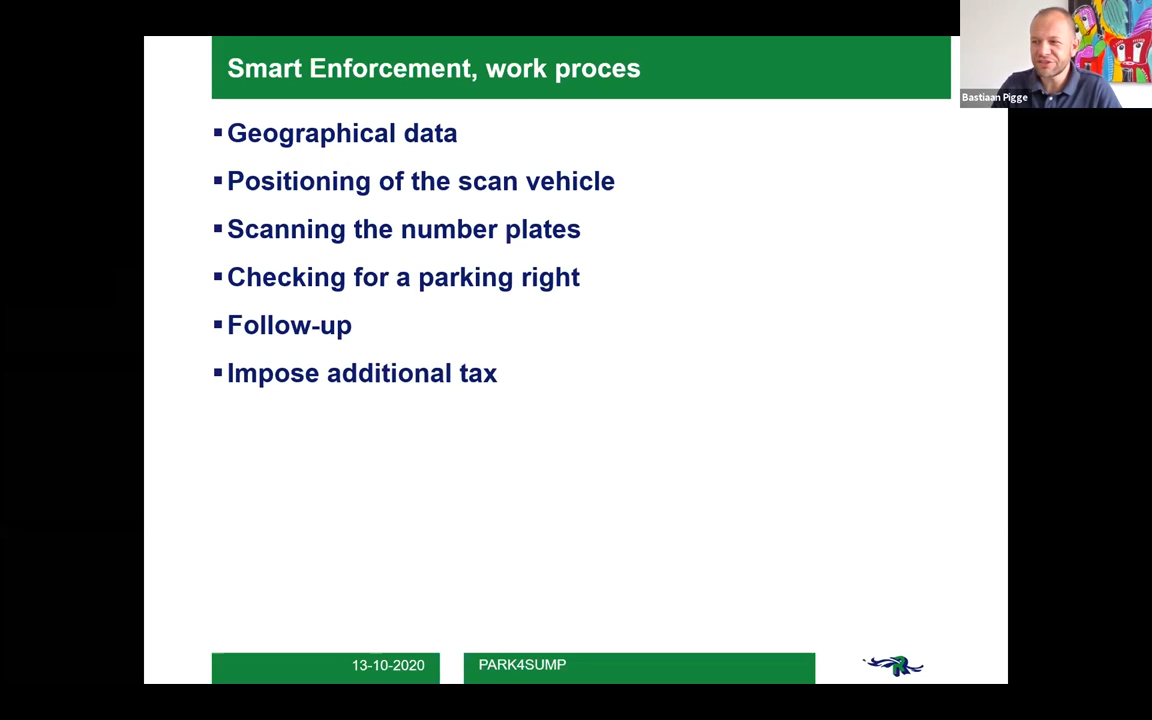 Smart Enforcement, work proces
Bastiaan Pigge
▪Geographical data
▪Positioning of the scan vehicle
▪Scanning the number plates
▪Checking for a parking right
▪Follow-up
▪Impose additional tax
13-10-2020
PARK4SUMP